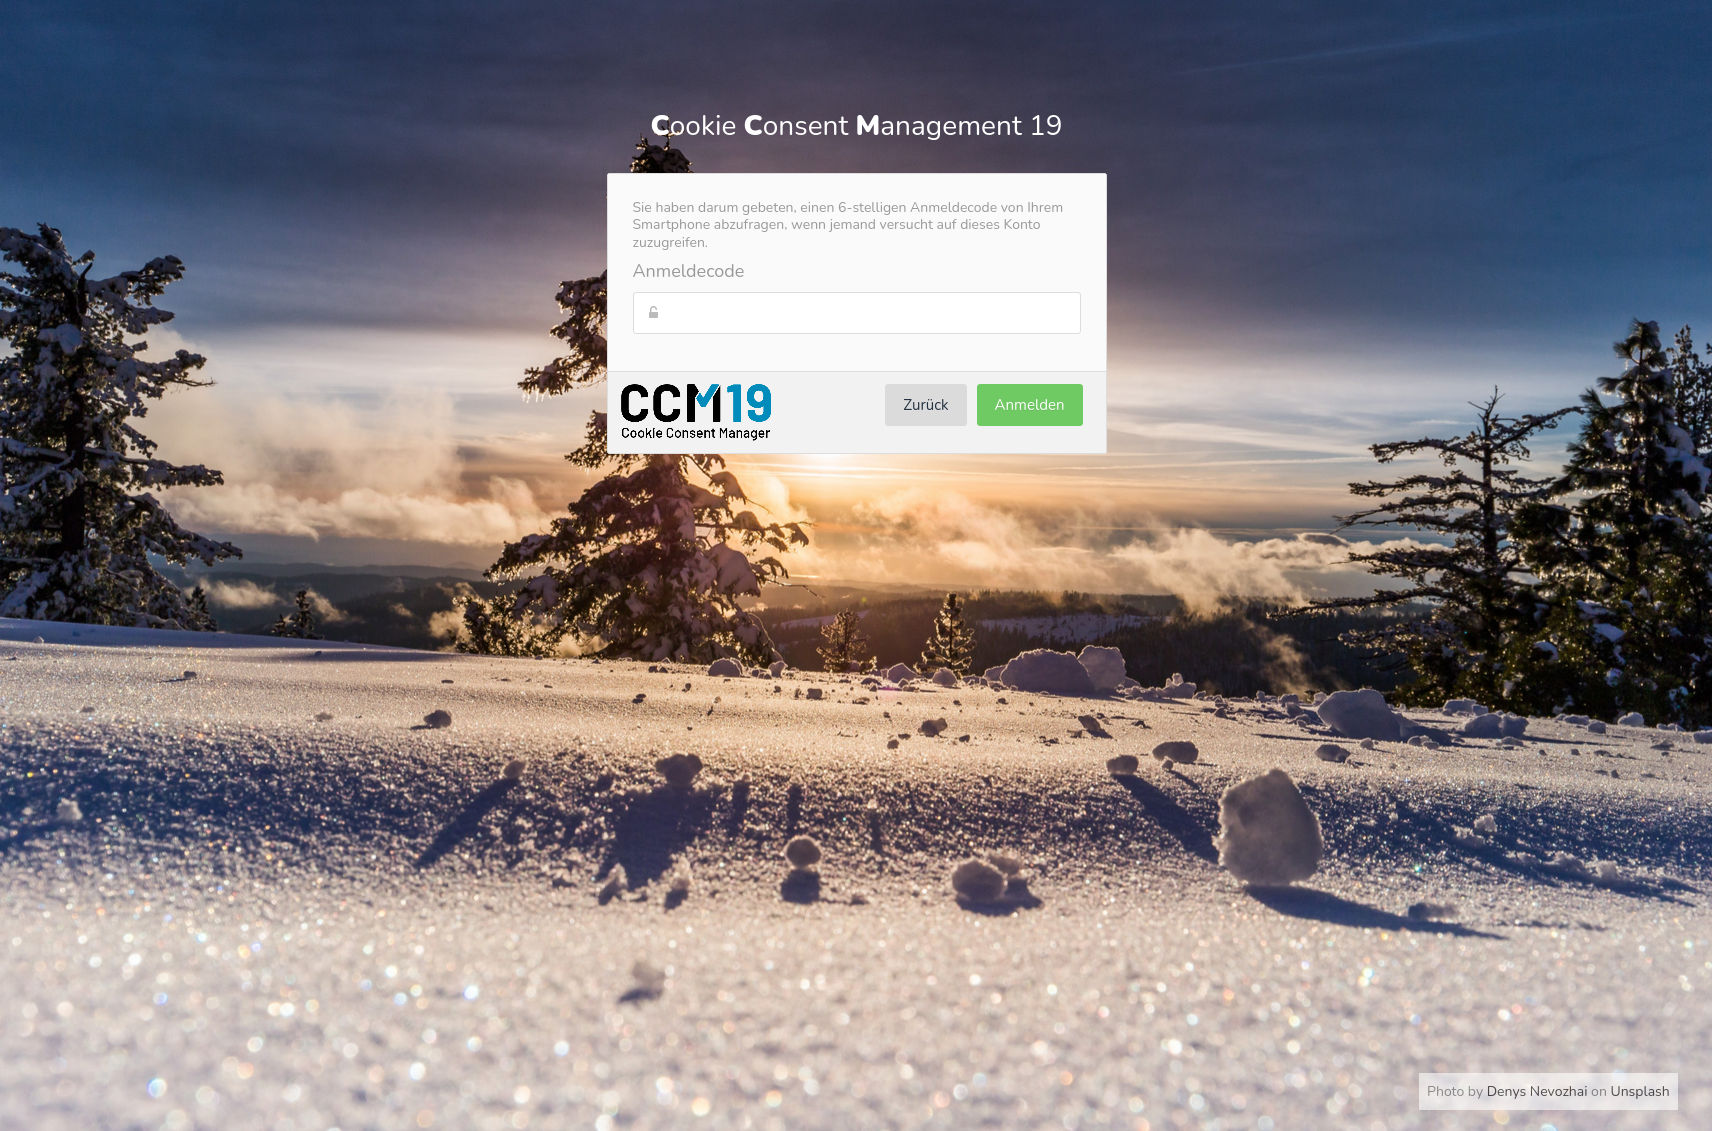 Cookie Consent Management 19
Sie haben darum gebeten, einen 6-stelligen Anmeldecode von Ihrem
Smartphone abzufragen, wenn jemand versucht auf dieses Konto
zuzugreifen.
Anmeldecode
CCM19
Cookie Consent Manager
Zurück
Anmelden
Photo by Denys Nevozhai on Unsplash